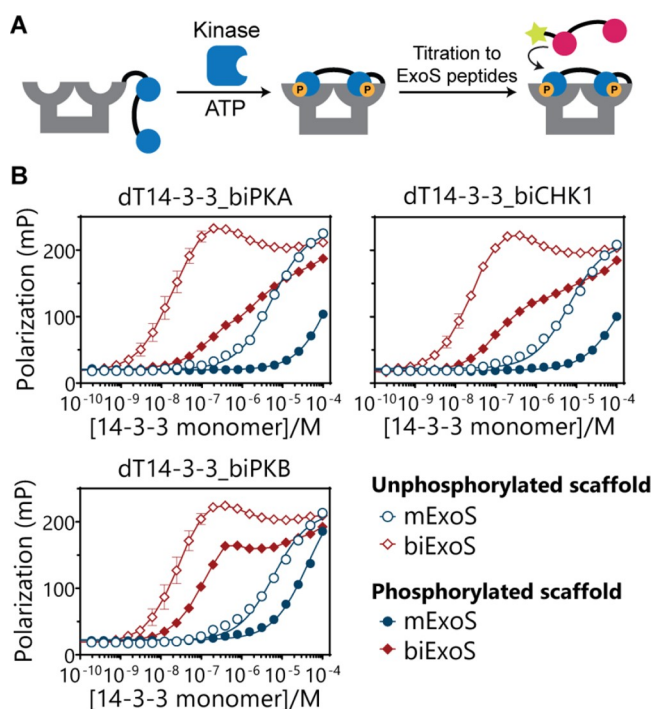 A
Kinase
ATP
P P
Titration to
ExoS peptides
P P
B
dT14-3-3_biPKA
dT14-3-3_biCHK1
Polarization (mP)
200
100
0
10⁻¹⁰ 10⁻⁹ 10⁻⁸ 10⁻⁷ 10⁻⁶ 10⁻⁵ 10⁻⁴
[14-3-3 monomer]/M
10⁻¹⁰ 10⁻⁹ 10⁻⁸ 10⁻⁷ 10⁻⁶ 10⁻⁵ 10⁻⁴
[14-3-3 monomer]/M
dT14-3-3_biPKB
Polarization (mP)
200
100
0
10⁻¹⁰ 10⁻⁹ 10⁻⁸ 10⁻⁷ 10⁻⁶ 10⁻⁵ 10⁻⁴
[14-3-3 monomer]/M
Unphosphorylated scaffold
mExoS
biExoS
Phosphorylated scaffold
mExoS
biExoS